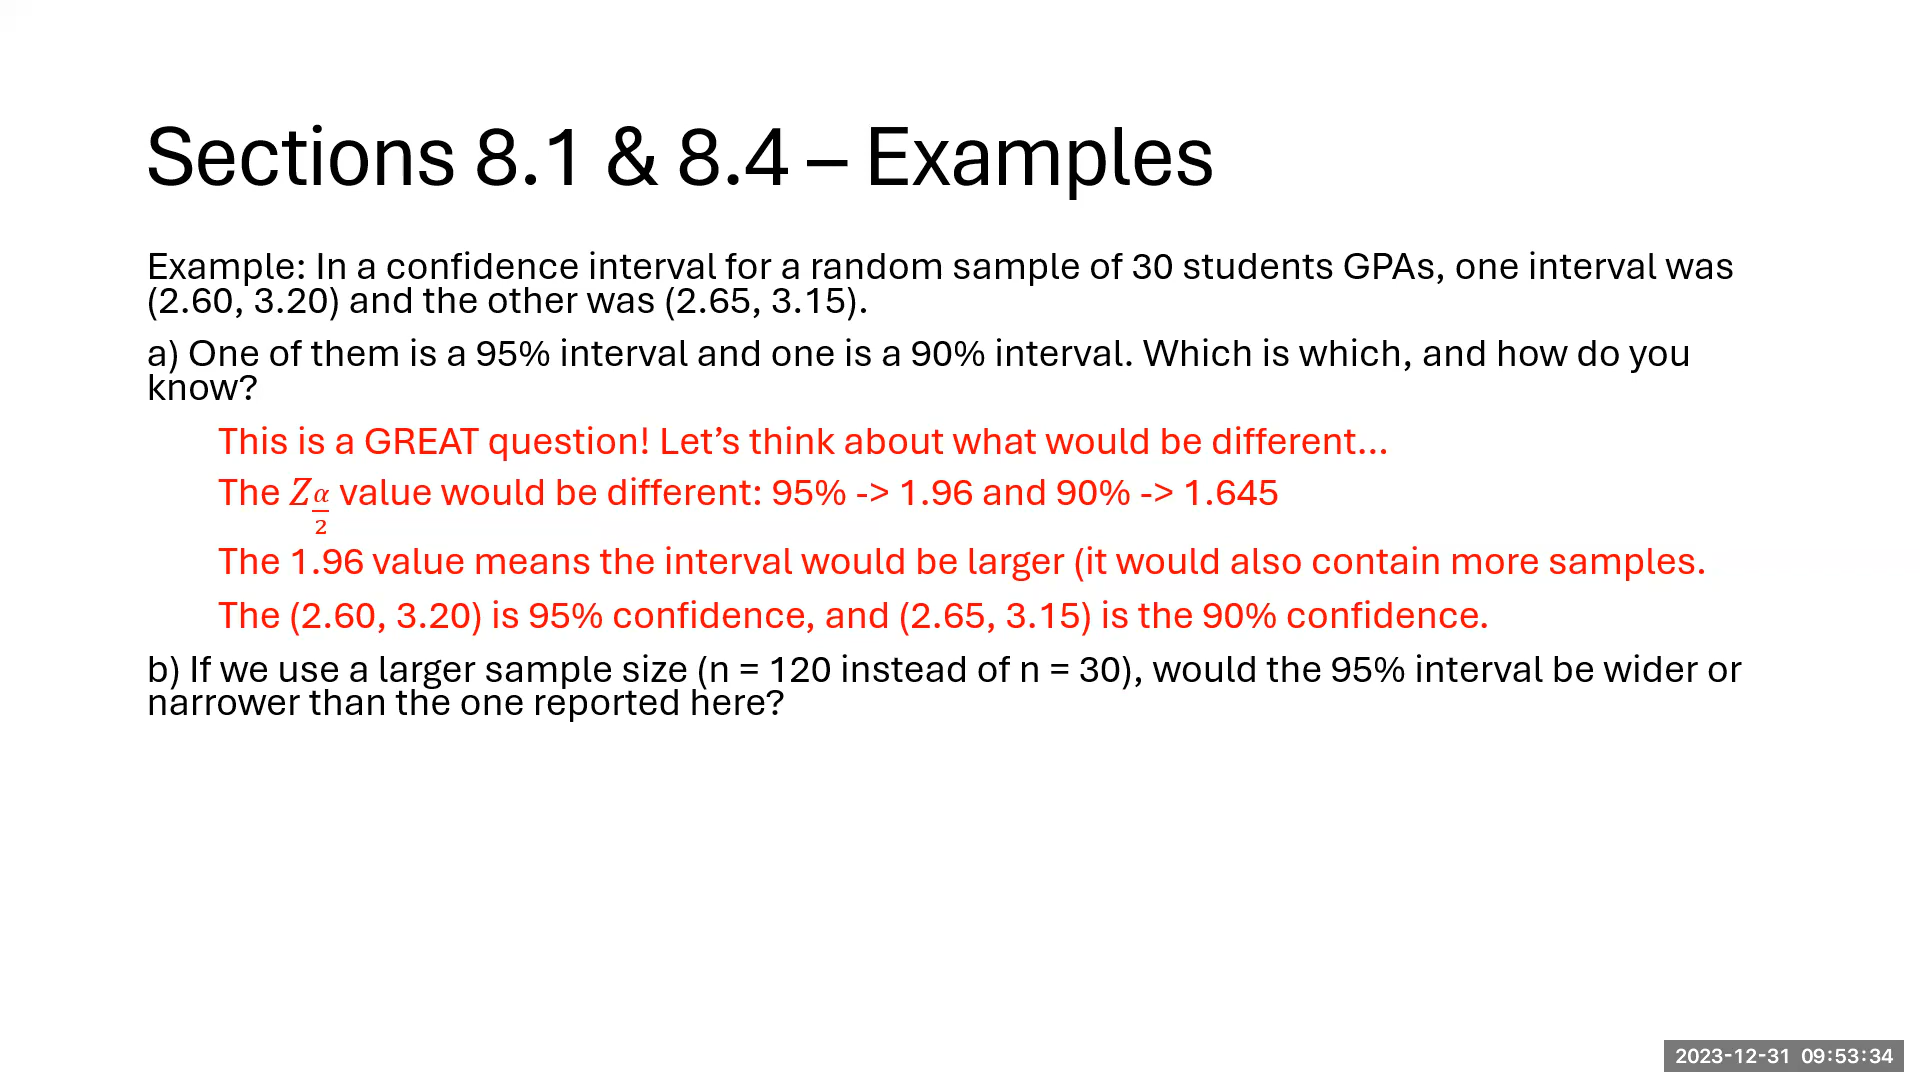 Sections 8.1 & 8.4 – Examples
Example: In a confidence interval for a random sample of 30 students GPAs, one interval was
(2.60, 3.20) and the other was (2.65, 3.15).
a) One of them is a 95% interval and one is a 90% interval. Which is which, and how do you
know?
This is a GREAT question! Let’s think about what would be different…
The Z_{\frac{α}{2}} value would be different: 95% -> 1.96 and 90% -> 1.645
The 1.96 value means the interval would be larger (it would also contain more samples.
The (2.60, 3.20) is 95% confidence, and (2.65, 3.15) is the 90% confidence.
b) If we use a larger sample size (n = 120 instead of n = 30), would the 95% interval be wider or
narrower than the one reported here?
2023-12-31 09:53:34